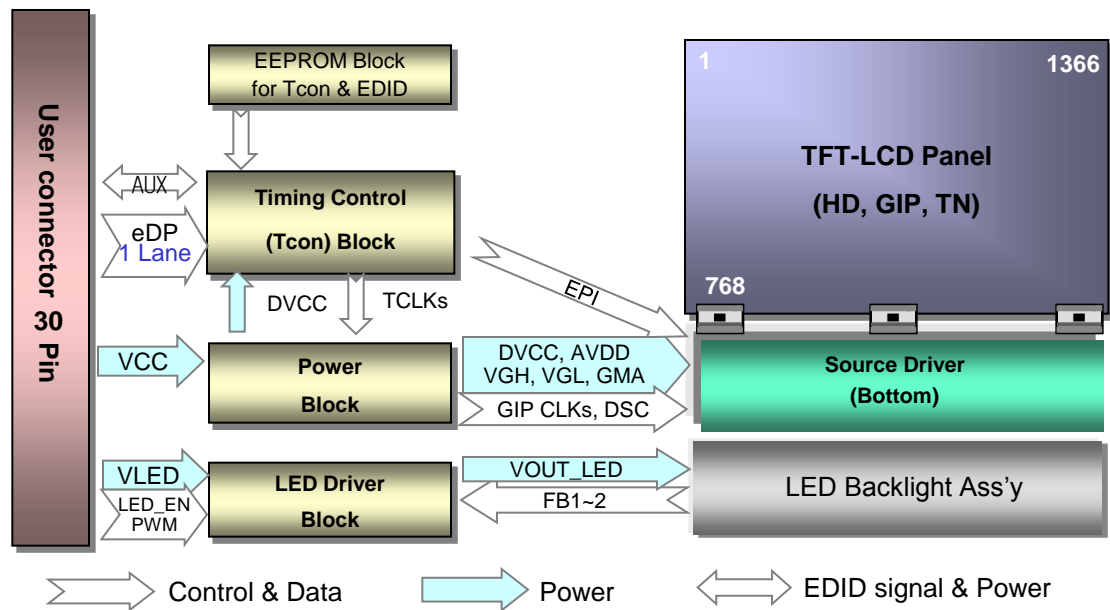 User connector 30 Pin
EEPROM Block
for Tcon & EDID
AUX
eDP
1 Lane
Timing Control
(Tcon) Block
DVCC
TCLKs
EPI
1
1366
TFT-LCD Panel
(HD, GIP, TN)
768
VCC
Power
Block
DVCC, AVDD
VGH, VGL, GMA
GIP CLKs, DSC
Source Driver
(Bottom)
VLED
LED_EN
PWM
LED Driver
Block
VOUT_LED
FB1~2
LED Backlight Ass’y
Control & Data
Power
EDID signal & Power